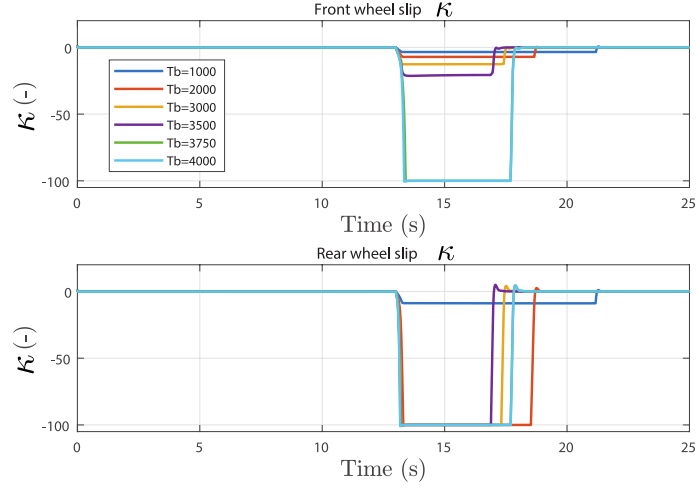 Front wheel slip κ
0
-50
-100
κ (-)
Tb=1000
Tb=2000
Tb=3000
Tb=3500
Tb=3750
Tb=4000
0 5 10 15 20 25
Time (s)
Rear wheel slip κ
0
-50
-100
κ (-)
0 5 10 15 20 25
Time (s)